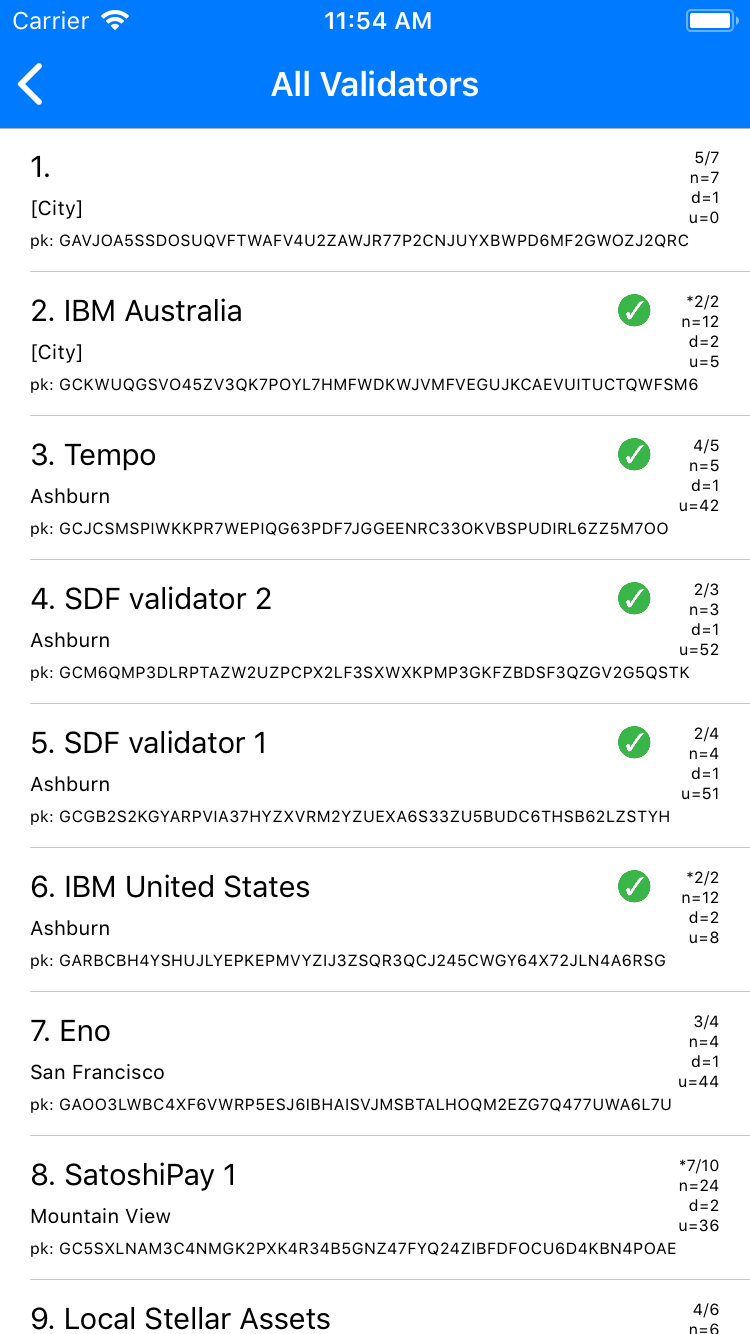 Carrier 11:54 AM
All Validators
1.
5/7
n=7
d=1
u=0
[City]
pk: GAVJOA5SSDOSUQVFTWAFV4U2ZAWJR77P2CNJUYXBWPD6MF2GWOZJ2QRC
2. IBM Australia
*2/2
n=12
d=2
u=5
[City]
pk: GCKWUQGSVO45ZV3QK7POYL7HMFWDKWJVMFVEGUJKCAEVUITUCTQWFSM6
3. Tempo
4/5
n=5
d=1
u=42
Ashburn
pk: GCJCSMSPIWKKPR7WEPIQG63PDF7JGGEENRC33OKVBSPUDIRL6ZZ5M7OO
4. SDF validator 2
2/3
n=3
d=1
u=52
Ashburn
pk: GCM6QMP3DLRPTAZW2UZPCPX2LF3SXWXKPMP3GKFZBDSF3QZGV2G5QSTK
5. SDF validator 1
2/4
n=4
d=1
u=51
Ashburn
pk: GCGB2S2KGYARPVIA37HYZXVRM2YZUEXA6S33ZU5BUDC6THSB62LZSTYH
6. IBM United States
*2/2
n=12
d=2
u=8
Ashburn
pk: GARBCBH4YSHUJLYEPKEPMVYZIJ3ZSQR3QCJ245CWGY64X72JLN4A6RSG
7. Eno
3/4
n=4
d=1
u=44
San Francisco
pk: GAOO3LWBC4XF6VWRP5ESJ6IBHAISVJMSBTALHOQM2EZG7Q477UWA6L7U
8. SatoshiPay 1
*7/10
n=24
d=2
u=36
Mountain View
pk: GC5SXLNAM3C4NMGK2PXK4R34B5GNZ47FYQ24ZIBFDFOCU6D4KBN4POAE
9. Local Stellar Assets
4/6
n=6